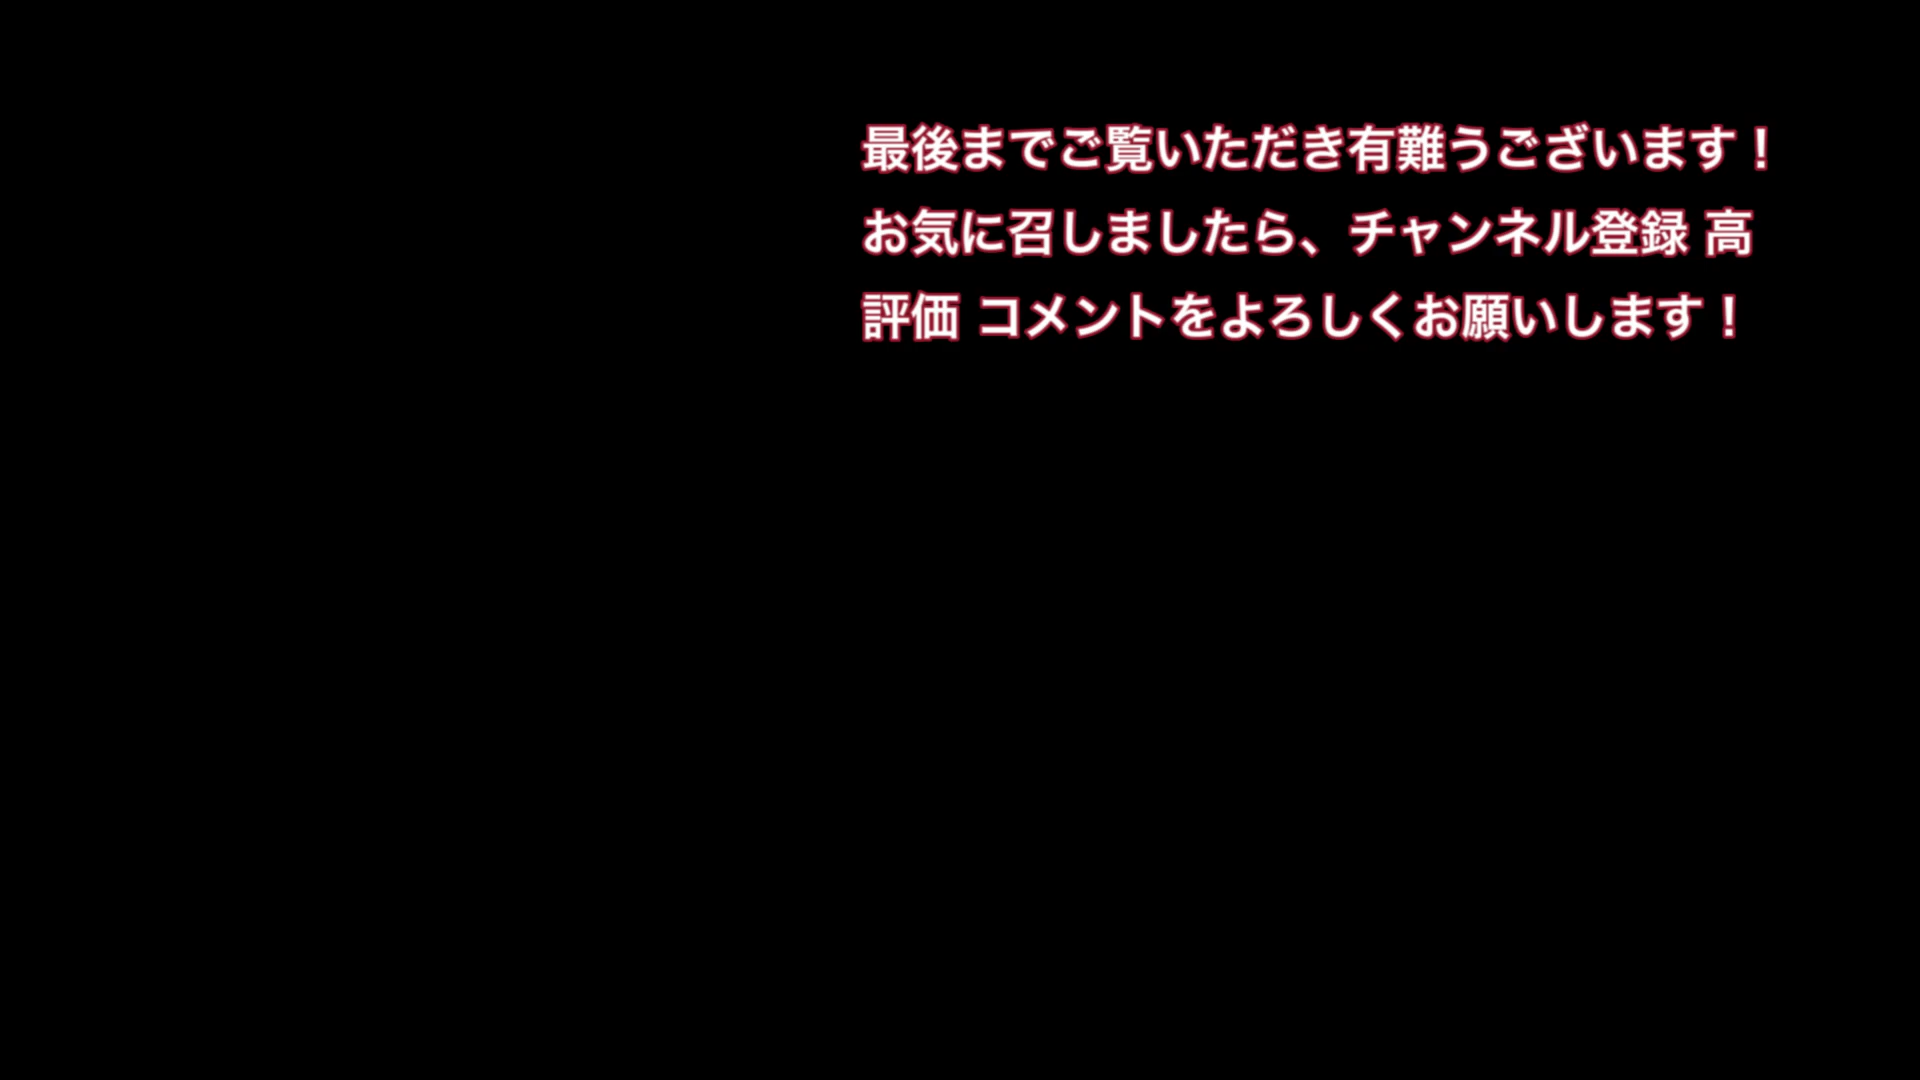 最後までご覧いただき有難うございます！
お気に召しましたら、チャンネル登録 高
評価 コメントをよろしくお願いします！